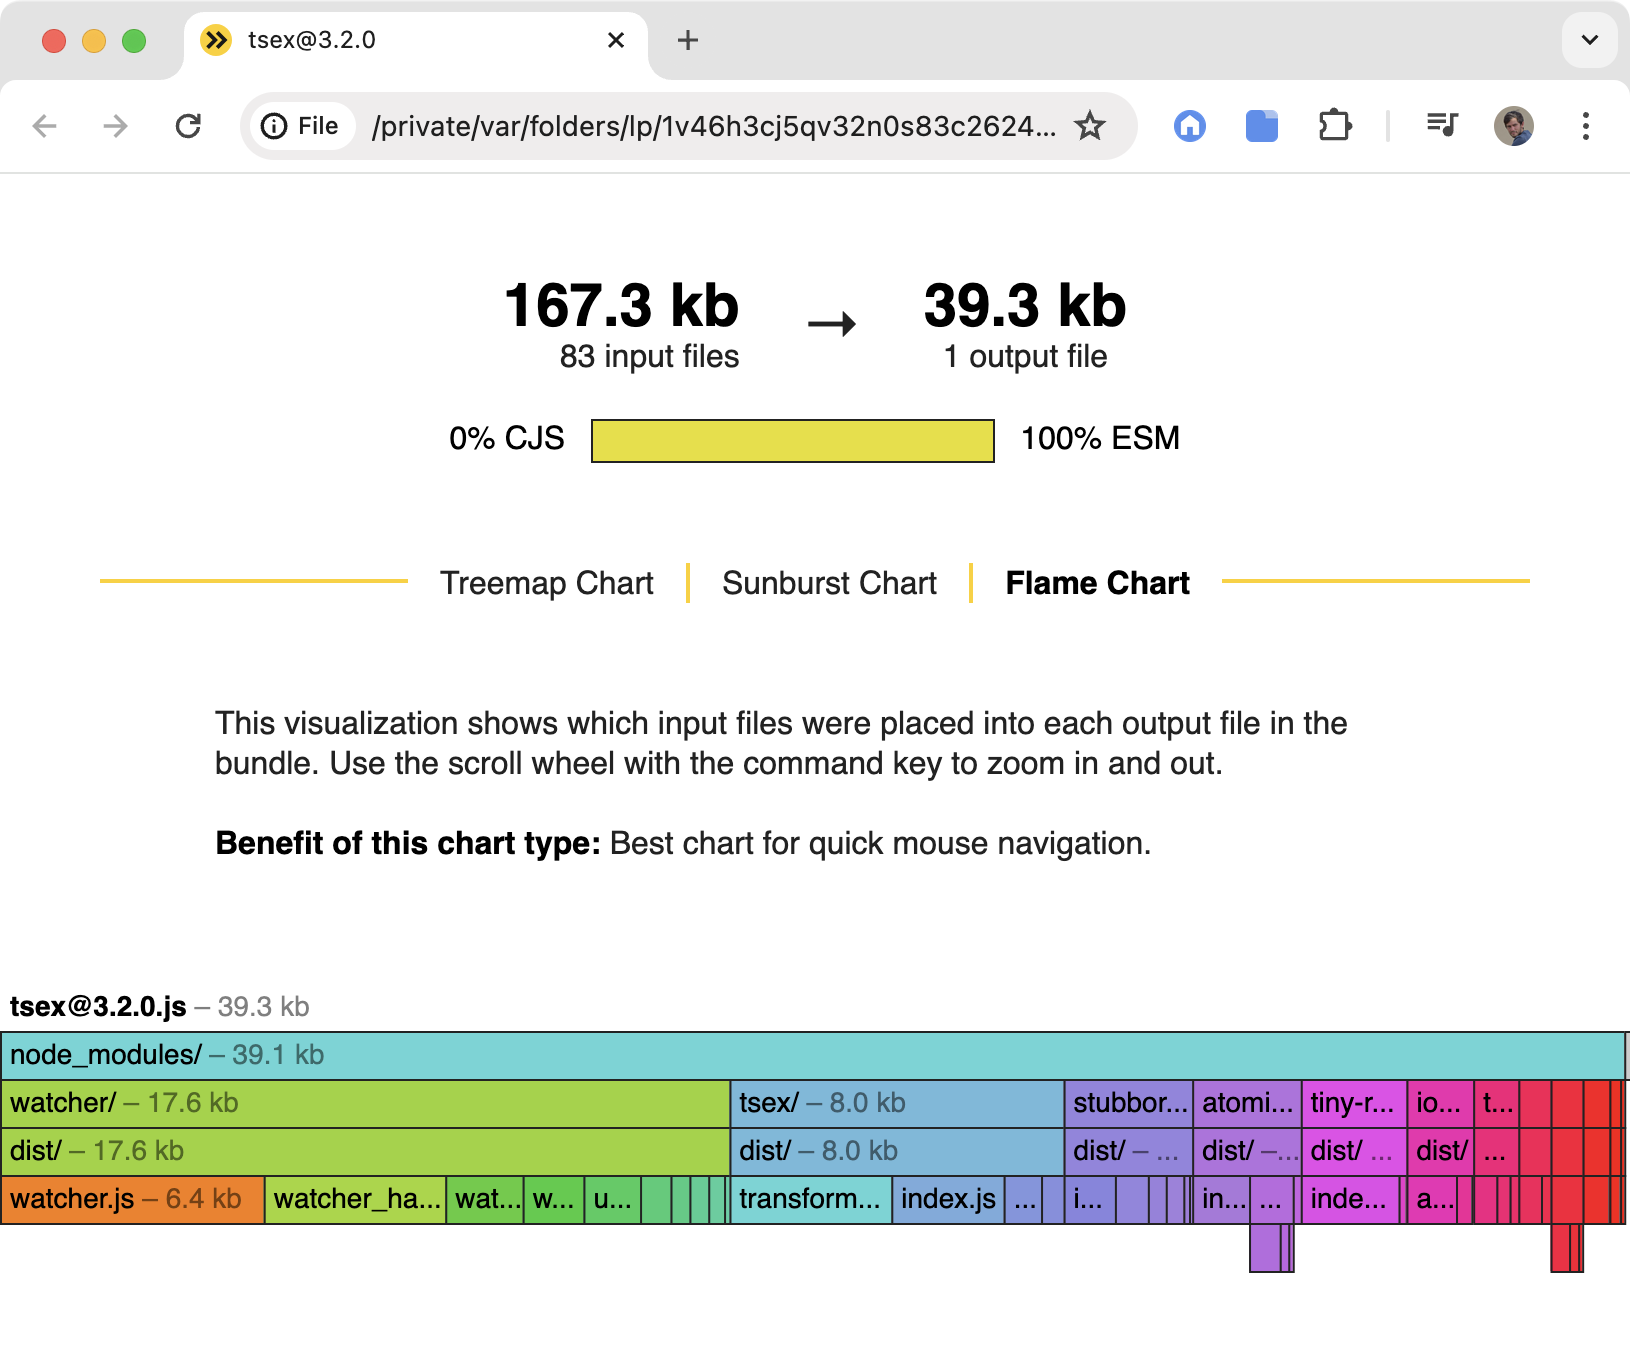 tsex@3.2.0
File /private/var/folders/lp/1v46h3cj5qv32n0s83c2624...
167.3 kb → 39.3 kb
83 input files 1 output file
0% CJS 100% ESM
Treemap Chart Sunburst Chart Flame Chart
This visualization shows which input files were placed into each output file in the
bundle. Use the scroll wheel with the command key to zoom in and out.
Benefit of this chart type: Best chart for quick mouse navigation.
tsex@3.2.0.js – 39.3 kb
node_modules/ – 39.1 kb
watcher/ – 17.6 kb tsex/ – 8.0 kb stubbor... atomi... tiny-r... io... t...
dist/ – 17.6 kb dist/ – 8.0 kb dist/ – ... dist/ –... dist/ ... dist/ ...
watcher.js – 6.4 kb watcher_ha... wat... w... u... transform... index.js ... i... in... ... inde... a...